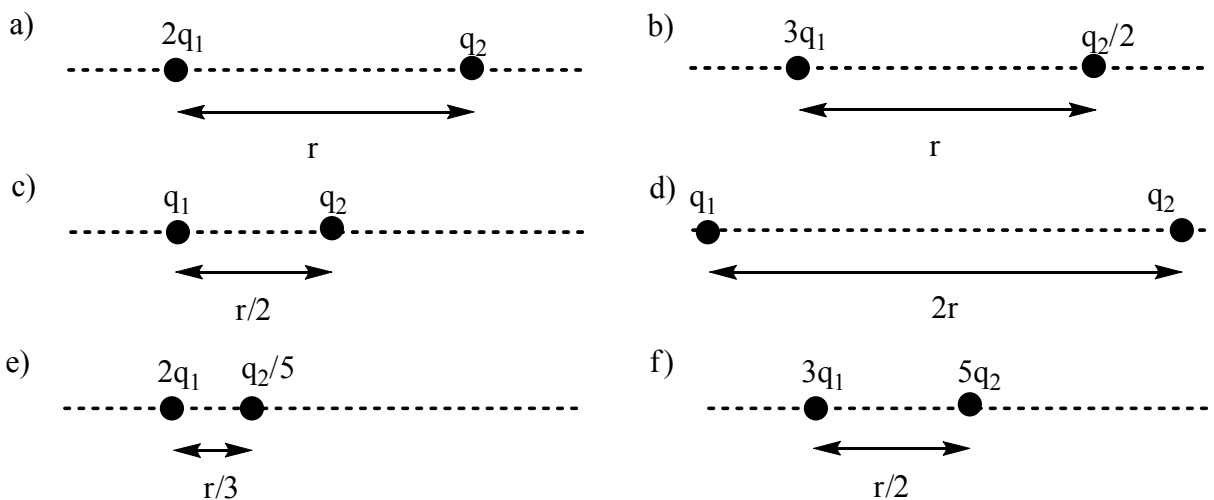 a) 2q₁ q₂
r
b) 3q₁ q₂/2
r
c) q₁ q₂
r/2
d) q₁ q₂
2r
e) 2q₁ q₂/5
r/3
f) 3q₁ 5q₂
r/2